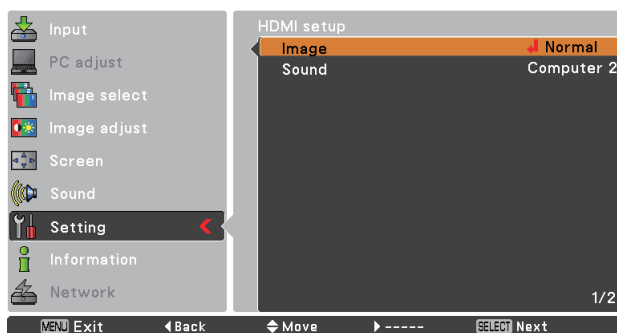 Input
PC adjust
Image select
Image adjust
Screen
Sound
Setting
Information
Network
HDMI setup
Image Normal
Sound Computer 2
1/2
MENU Exit Back Move ----- SELECT Next